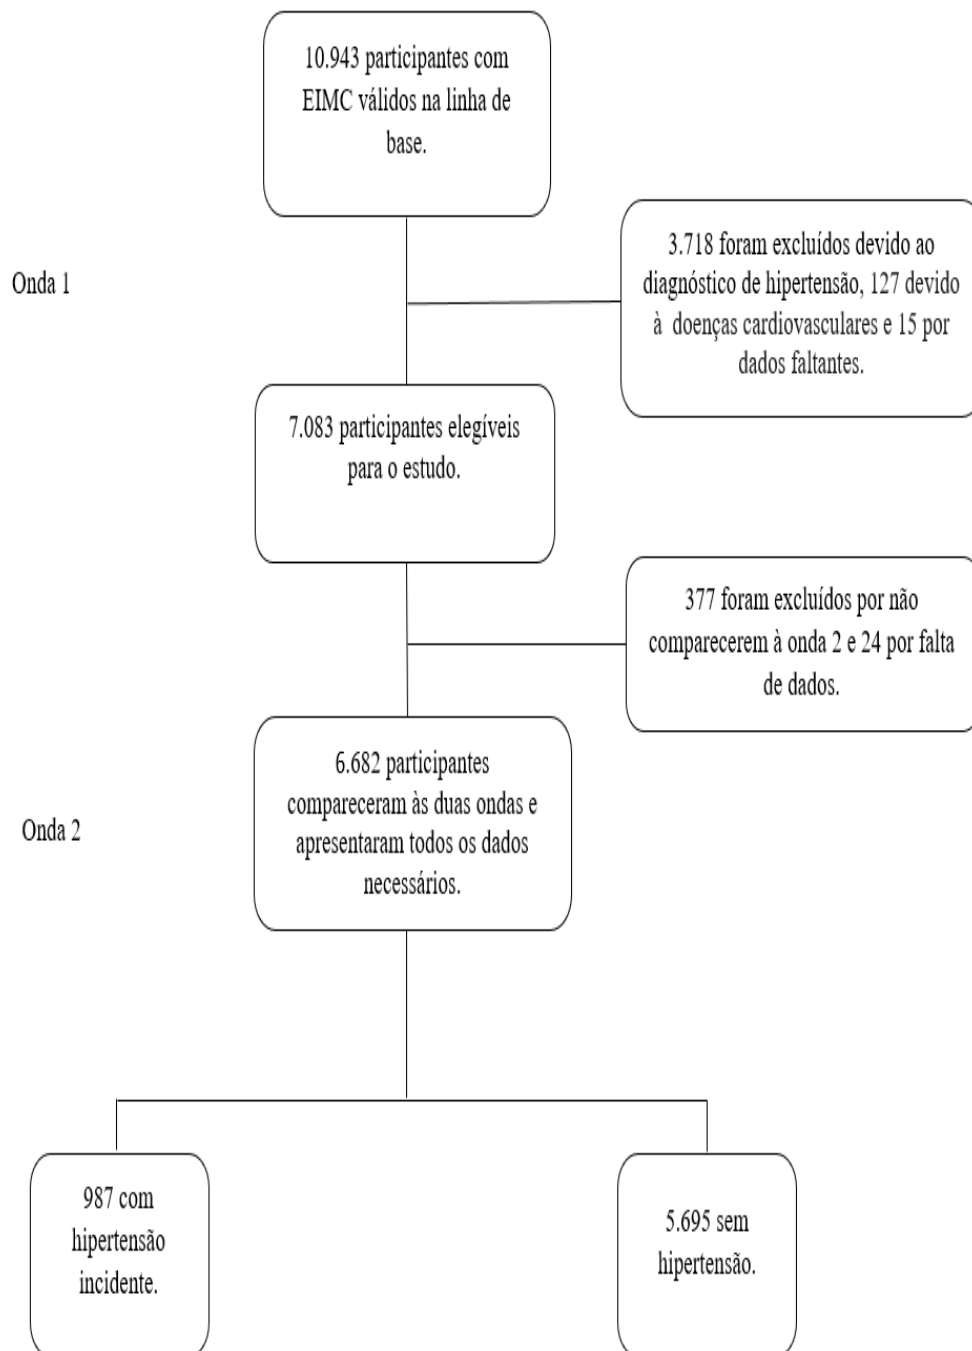 10.943 participantes com
EIMC válidos na linha de
base.
Onda 1
3.718 foram excluídos devido ao
diagnóstico de hipertensão, 127 devido
à doenças cardiovasculares e 15 por
dados faltantes.
7.083 participantes elegíveis
para o estudo.
377 foram excluídos por não
comparecerem à onda 2 e 24 por falta
de dados.
Onda 2
6.682 participantes
compareceram às duas ondas e
apresentaram todos os dados
necessários.
987 com
hipertensão
incidente.
5.695 sem
hipertensão.